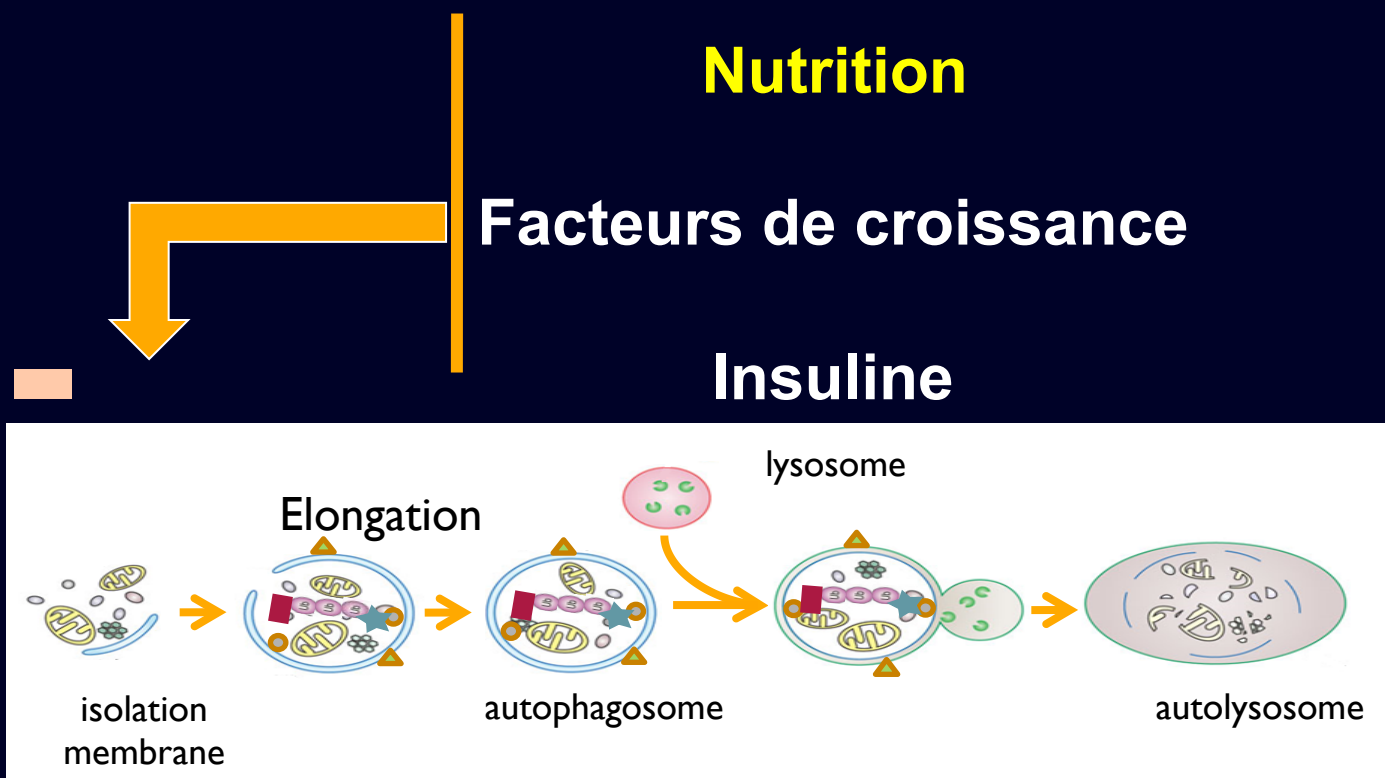 Nutrition
Facteurs de croissance
Insuline
lysosome
Elongation
isolation
membrane
autophagosome
autolysosome